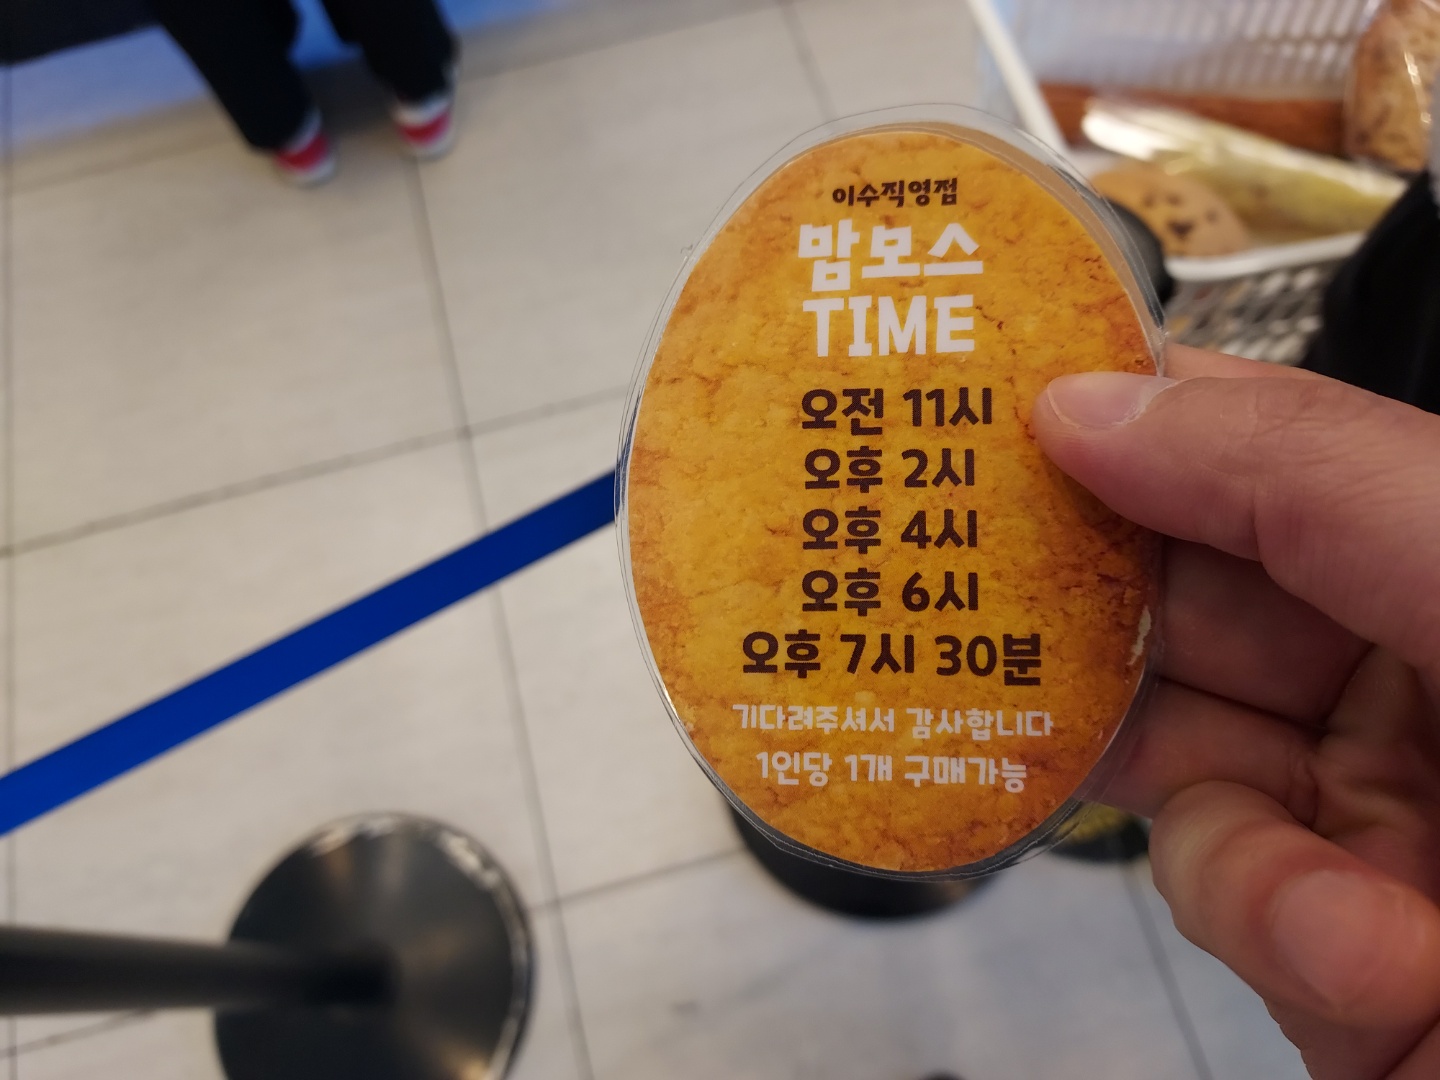 이수직영점
맘모스
TIME
오전 11시
오후 2시
오후 4시
오후 6시
오후 7시 30분
기다려주셔서 감사합니다
1인당 1개 구매가능